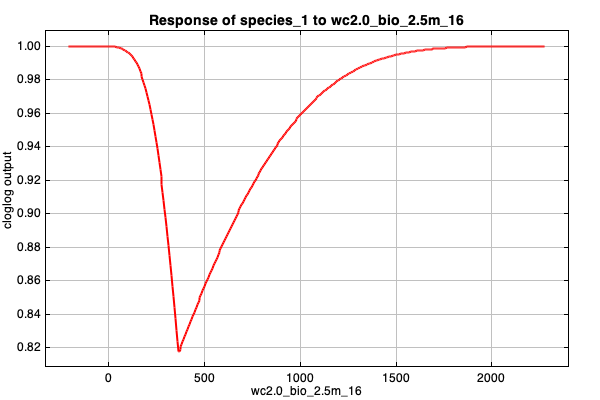 Response of species_1 to wc2.0_bio_2.5m_16
1.00
0.98
0.96
0.94
0.92
0.90
0.88
0.86
0.84
0.82
cloglog output
0 500 1000 1500 2000
wc2.0_bio_2.5m_16